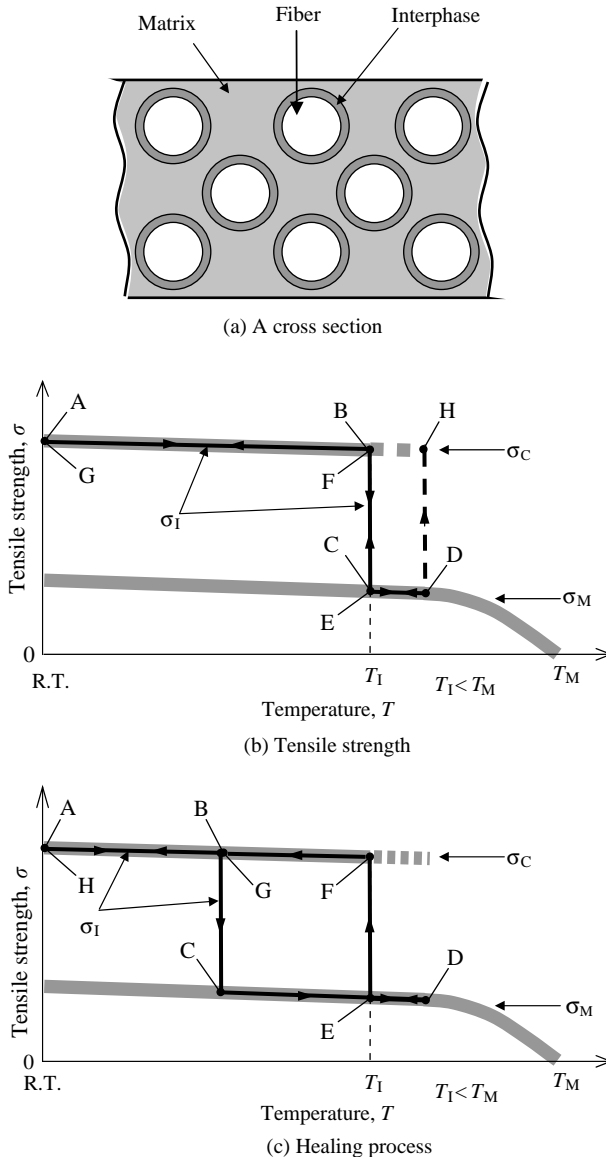 Matrix
Fiber
Interphase
(a) A cross section
Tensile strength, σ
A
B
H
G
F
σC
σI
C
D
E
σM
0
R.T.
TI
TI < TM
TM
Temperature, T
(b) Tensile strength
Tensile strength, σ
A
B
H
G
F
σC
σI
C
D
E
σM
0
R.T.
TI
TI < TM
TM
Temperature, T
(c) Healing process